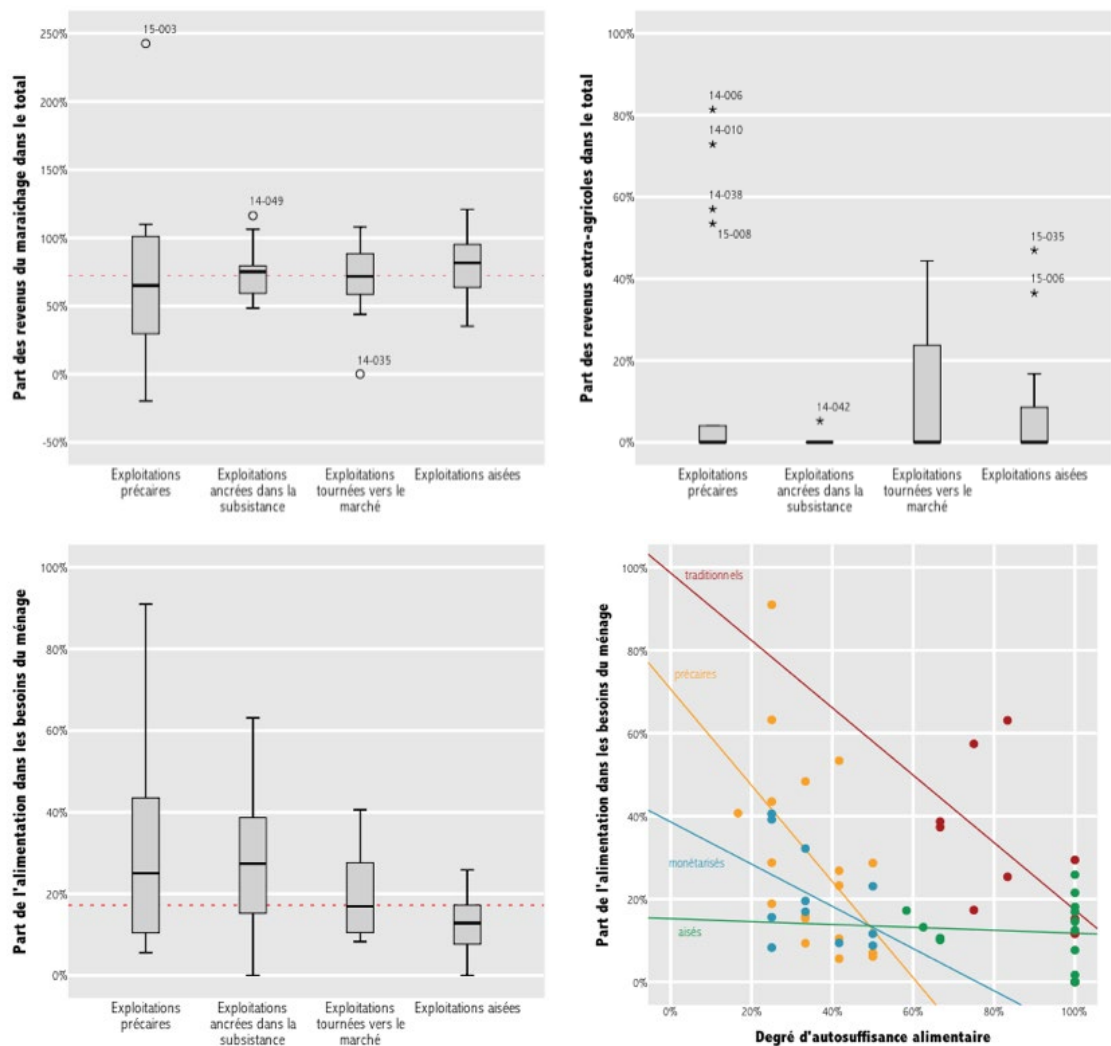 Part des revenus du maraichage dans le total
250%
200%
150%
100%
50%
0%
-50%
15-003
14-049
14-035
Exploitations
précaires
Exploitations
ancrées dans la
subsistance
Exploitations
tournées vers le
marché
Exploitations aisées
Part des revenus extra-agricoles dans le total
100%
80%
60%
40%
20%
0%
14-006
14-010
14-038
15-008
14-042
15-035
15-006
Exploitations
précaires
Exploitations
ancrées dans la
subsistance
Exploitations
tournées vers le
marché
Exploitations aisées
Part de l'alimentation dans les besoins du ménage
100%
80%
60%
40%
20%
0%
Exploitations
précaires
Exploitations
ancrées dans la
subsistance
Exploitations
tournées vers le
marché
Exploitations aisées
Part de l'alimentation dans les besoins du ménage
100%
80%
60%
40%
20%
0%
traditionnels
précaires
monétarisés
aisés
0%
20%
40%
60%
80%
100%
Degré d'autosuffisance alimentaire